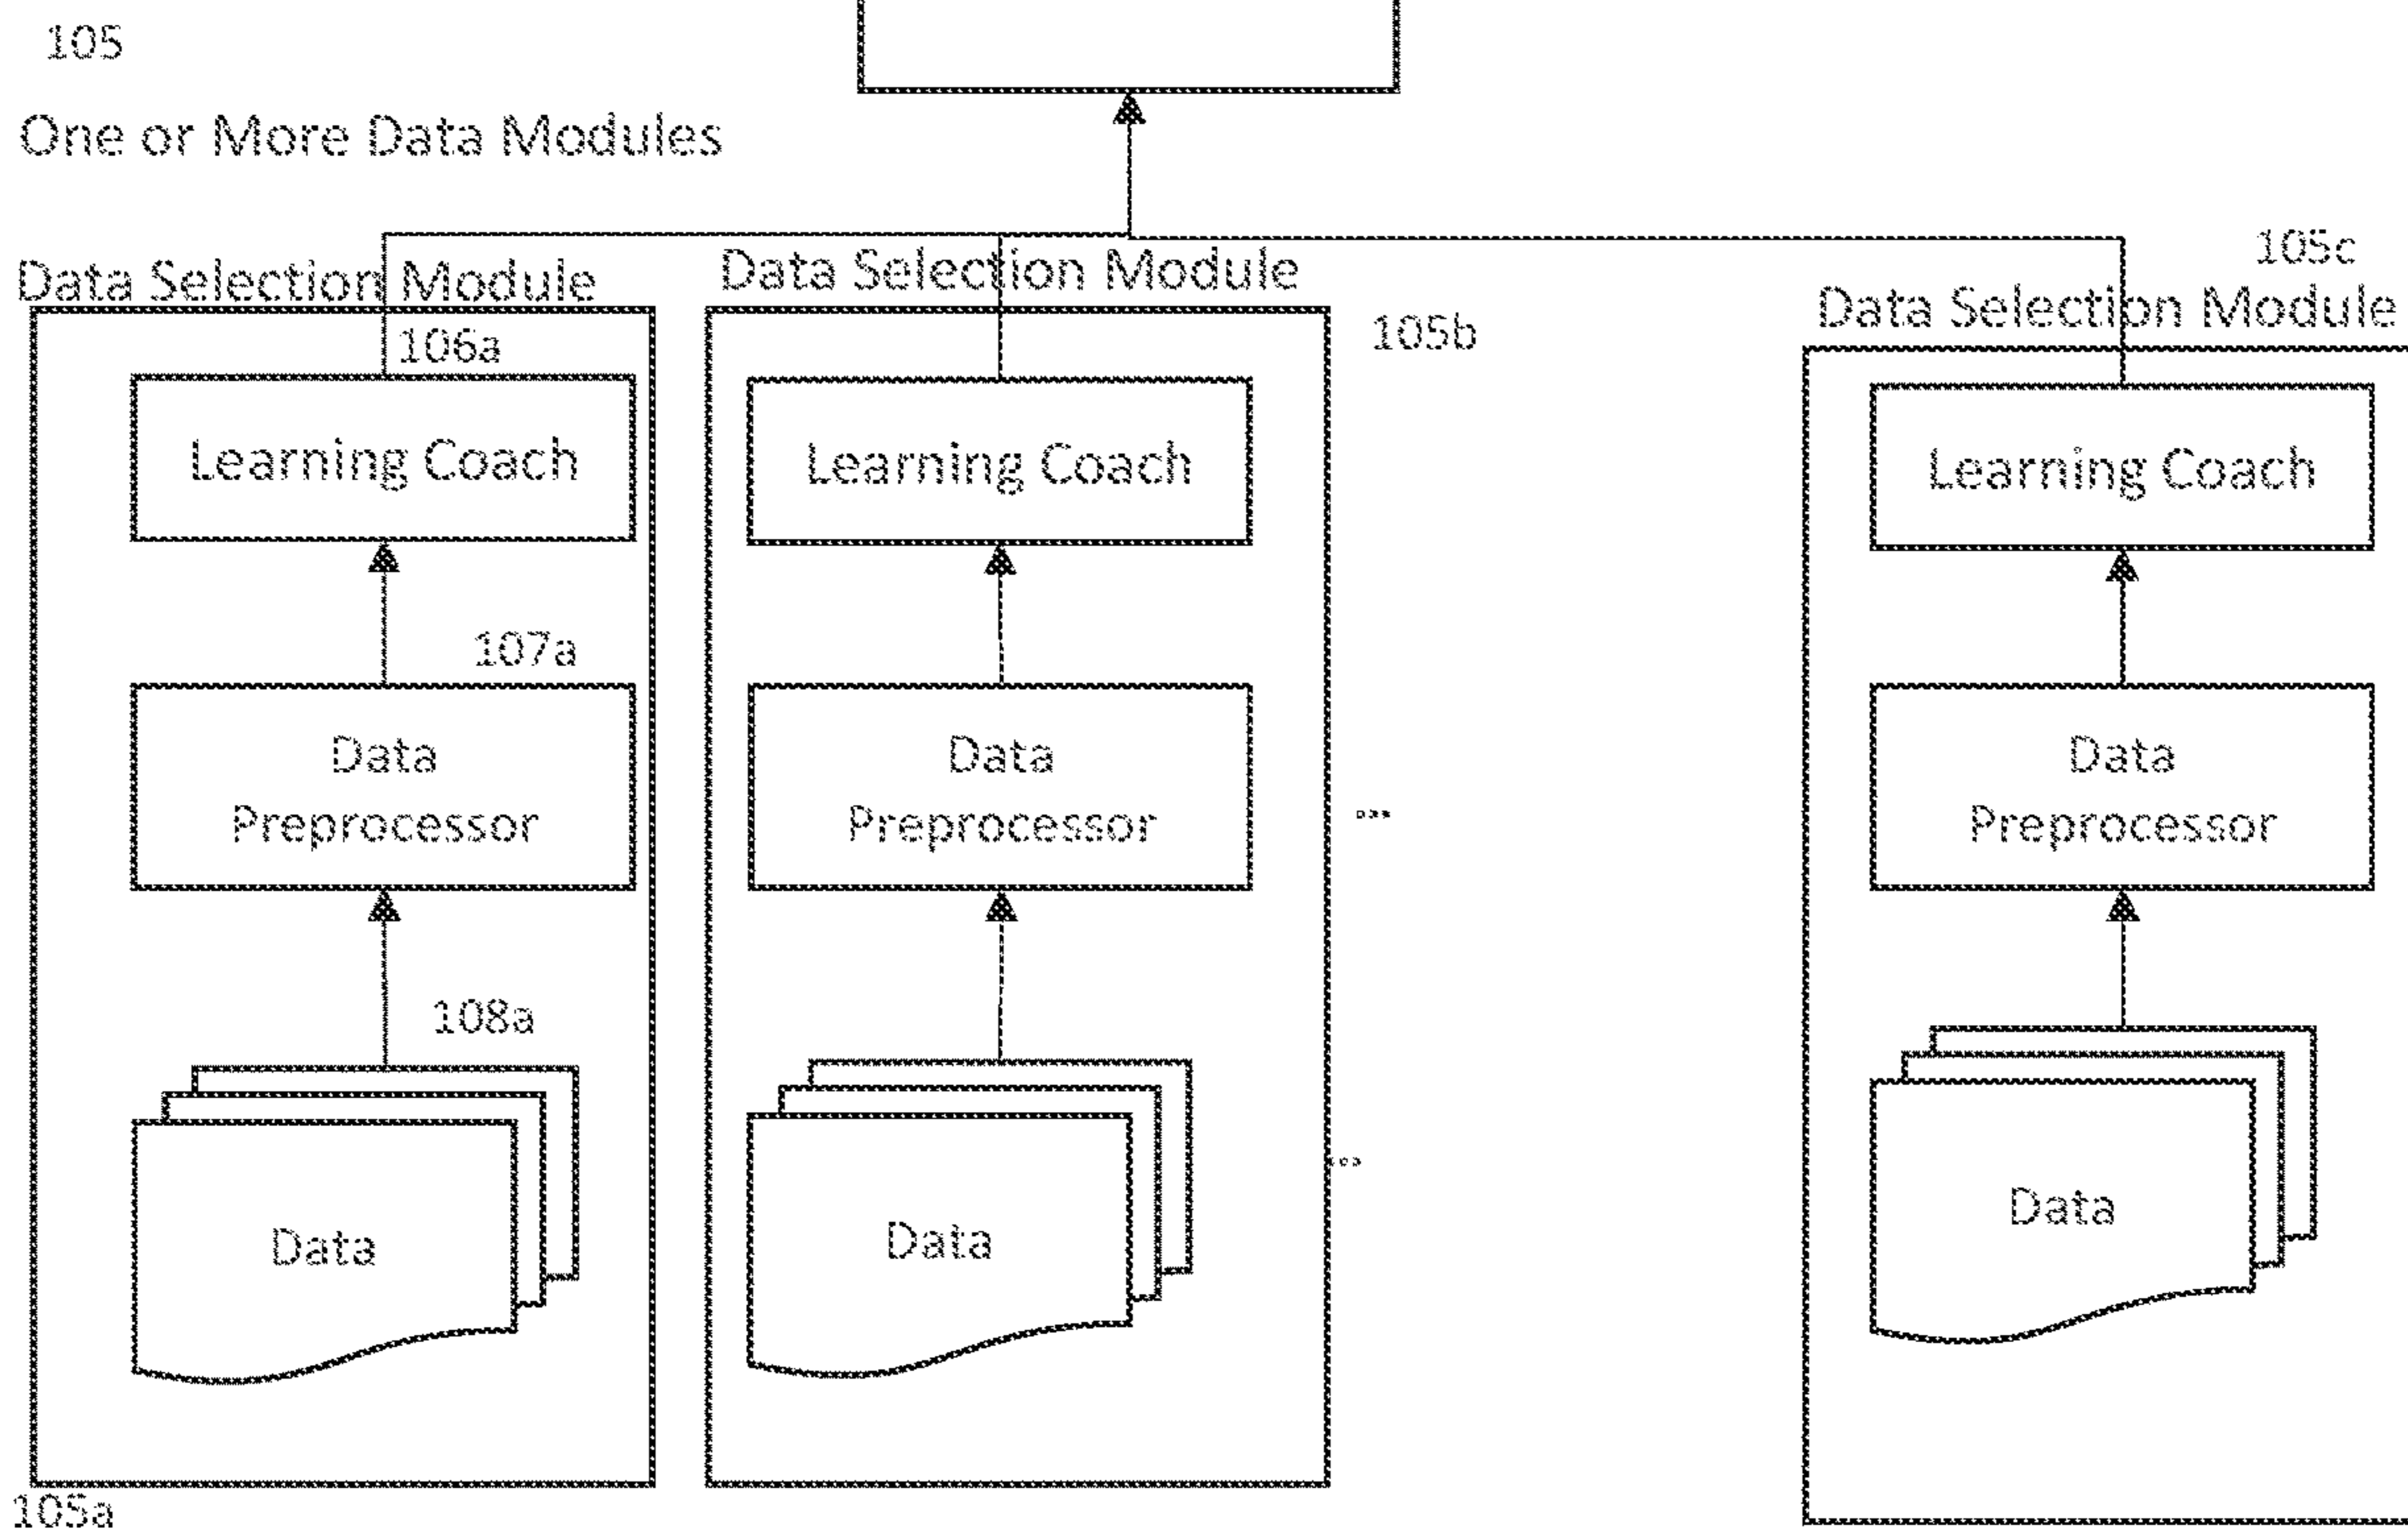 105
One or More Data Modules
Data Selection Module
106a
Learning Coach
107a
Data
Preprocessor
108a
Data
105a
Data Selection Module
105b
Learning Coach
Data
Preprocessor
...
Data
...
105c
Data Selection Module
Learning Coach
Data
Preprocessor
Data